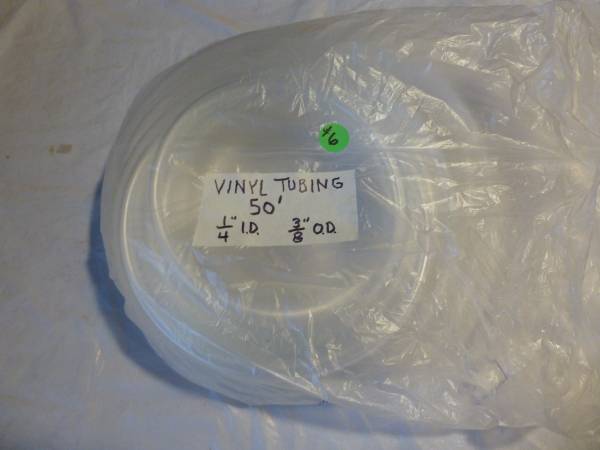 $6
VINYL TUBING
50'
1/4" I.D. 3/8" O.D.